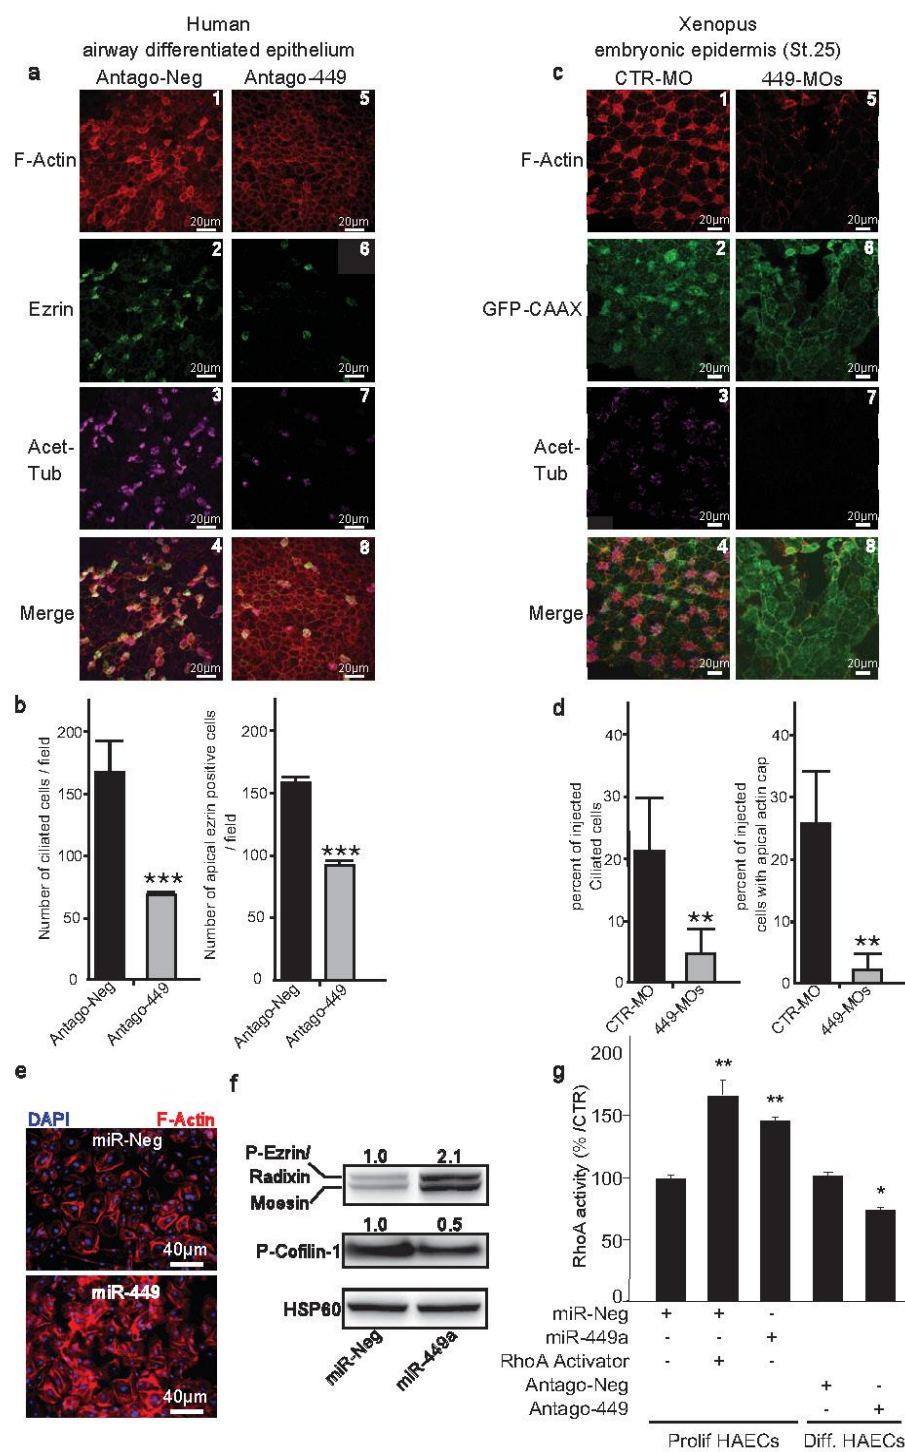 Human
airway differentiated epithelium
Xenopus
embryonic epidermis (St.25)
a
Antago-Neg
Antago-449
c
CTR-MO
449-MOs
F-Actin
1
20µm
5
20µm
F-Actin
1
20µm
5
20µm
Ezrin
2
20µm
6
20µm
GFP-CAAX
2
20µm
6
20µm
Acet-
Tub
3
20µm
7
20µm
Acet-
Tub
3
20µm
7
20µm
Merge
4
20µm
8
20µm
Merge
4
20µm
8
20µm
b
Number of ciliated cells / field
200
150
100
50
0
***
Antago-Neg
Antago-449
Number of apical ezrin positive cells
/ field
200
150
100
50
0
***
Antago-Neg
Antago-449
d
percent of injected
Ciliated cells
40
30
20
10
0
**
CTR-MO
449-MOs
percent of injected
cells with apical actin cap
40
30
20
10
0
**
CTR-MO
449-MOs
e
DAPI
F-Actin
miR-Neg
40µm
miR-449
40µm
f
P-Ezrin/
Radixin
Moesin
1.0
2.1
P-Cofilin-1
1.0
0.5
HSP60
miR-Neg
miR-449a
g
RhoA activity (% /CTR)
200
150
100
50
0
**
**
*
miR-Neg + + -
miR-449a - - +
RhoA Activator - + -
Antago-Neg + -
Antago-449 - +
Prolif HAECs
Diff. HAECs